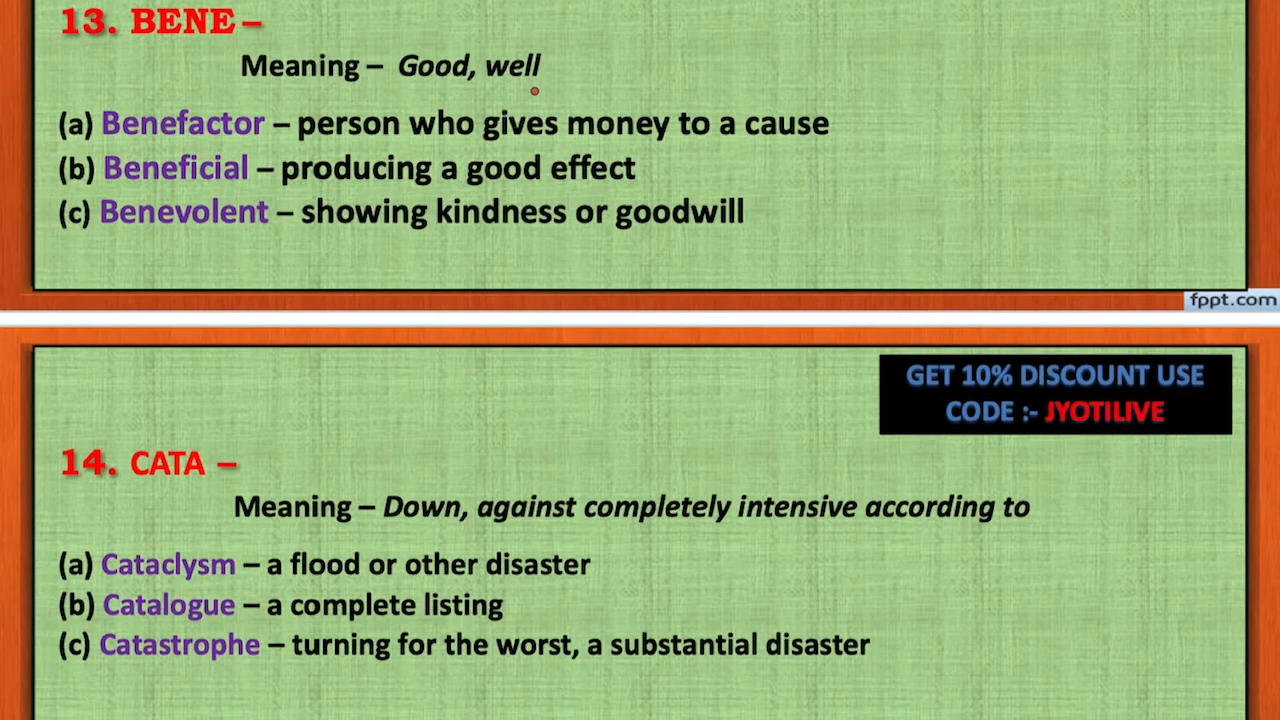 13. BENE –
Meaning – Good, well
(a) Benefactor – person who gives money to a cause
(b) Beneficial – producing a good effect
(c) Benevolent – showing kindness or goodwill
fppt.com
GET 10% DISCOUNT USE
CODE :- JYOTILIVE
14. CATA –
Meaning – Down, against completely intensive according to
(a) Cataclysm – a flood or other disaster
(b) Catalogue – a complete listing
(c) Catastrophe – turning for the worst, a substantial disaster